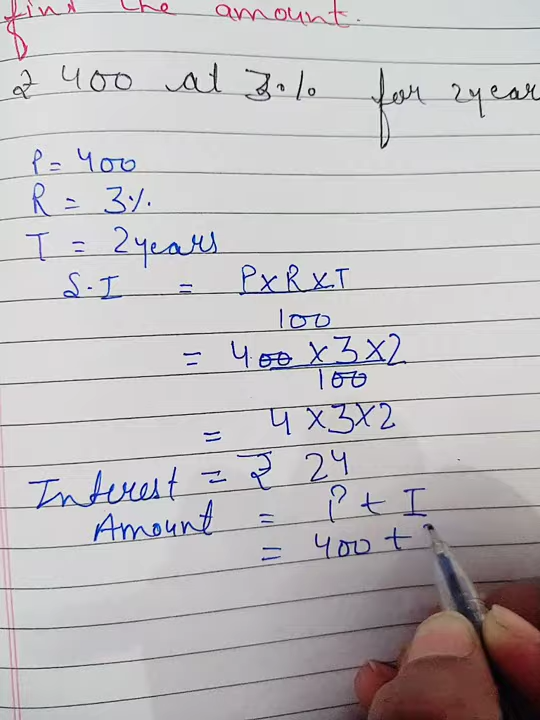 find the amount.
₹ 400 at 3% for 2year
P = 400
R = 3%
T = 2years
S.I = P×R×T
100
= 400 ×3×2
100
= 4×3×2
Interest = ₹ 24
Amount = P + I
= 400 +